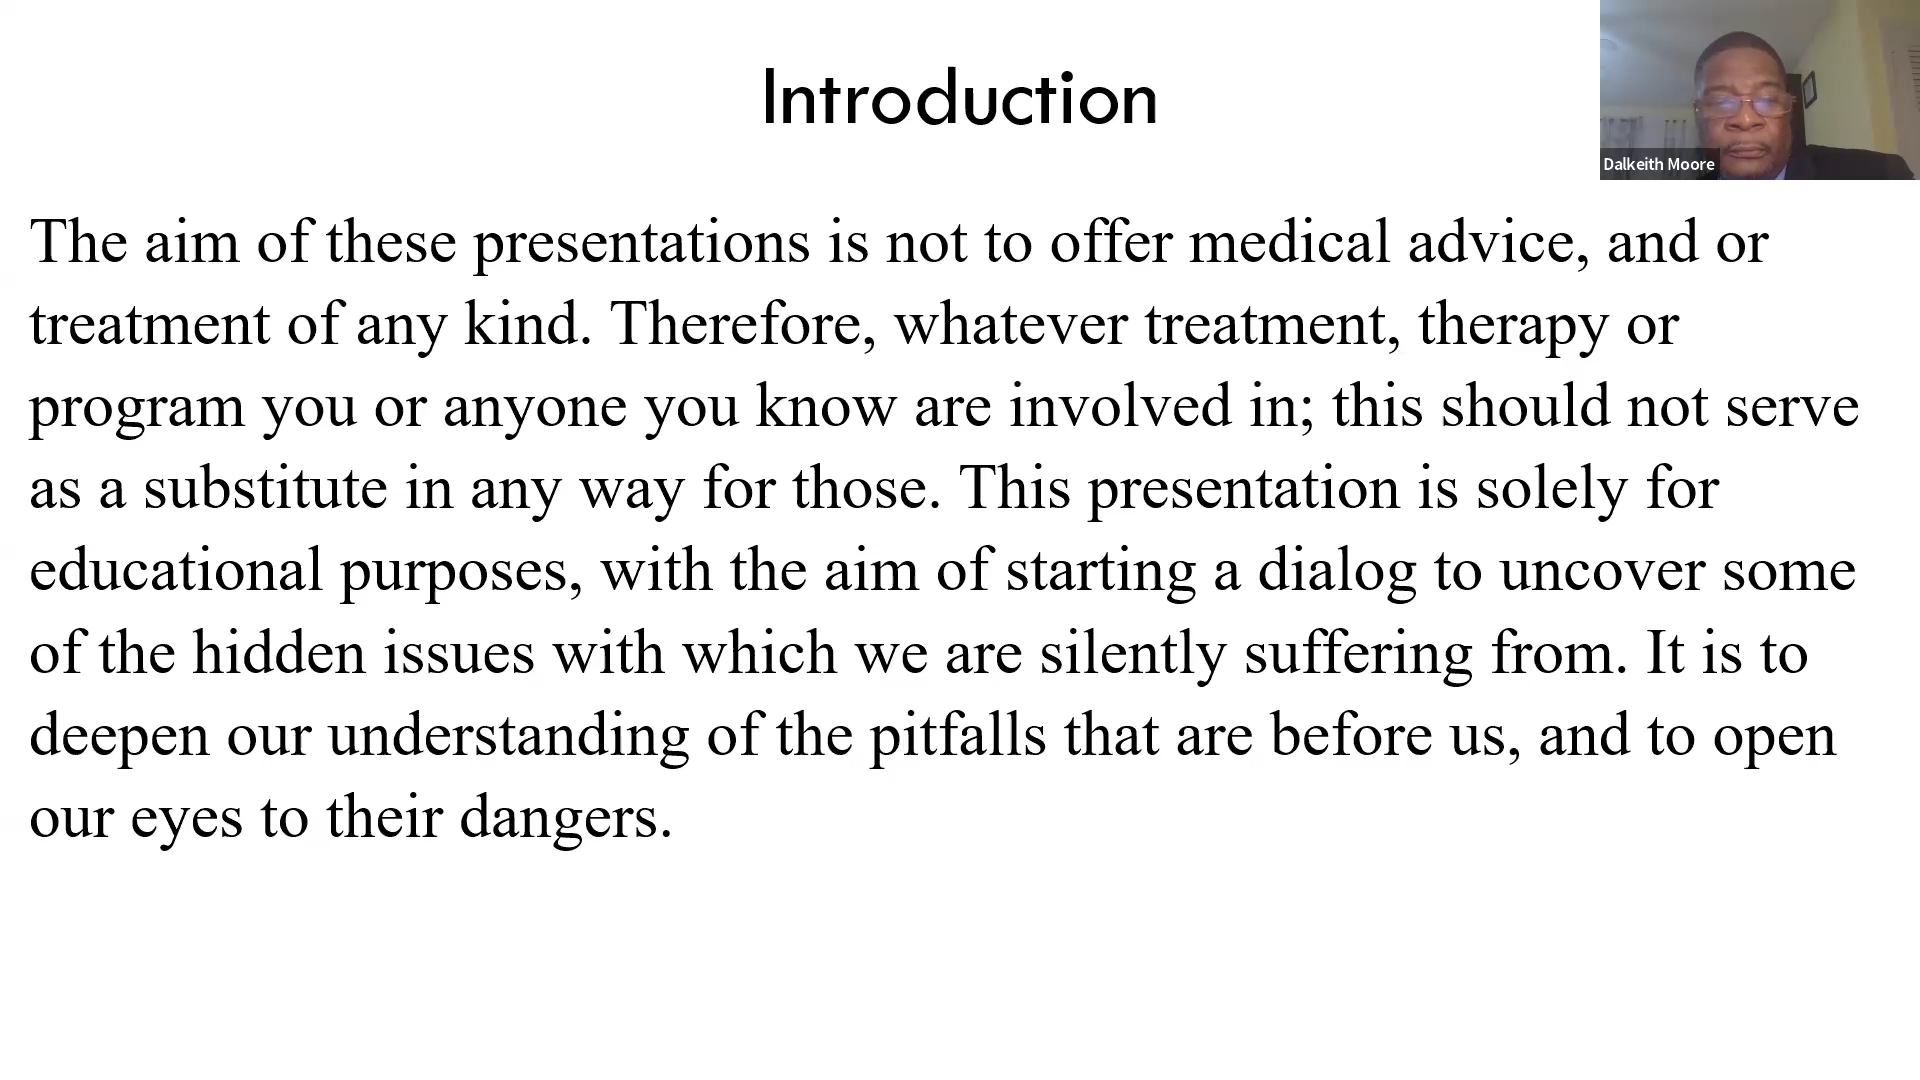 Introduction
Dalkeith Moore
The aim of these presentations is not to offer medical advice, and or
treatment of any kind. Therefore, whatever treatment, therapy or
program you or anyone you know are involved in; this should not serve
as a substitute in any way for those. This presentation is solely for
educational purposes, with the aim of starting a dialog to uncover some
of the hidden issues with which we are silently suffering from. It is to
deepen our understanding of the pitfalls that are before us, and to open
our eyes to their dangers.